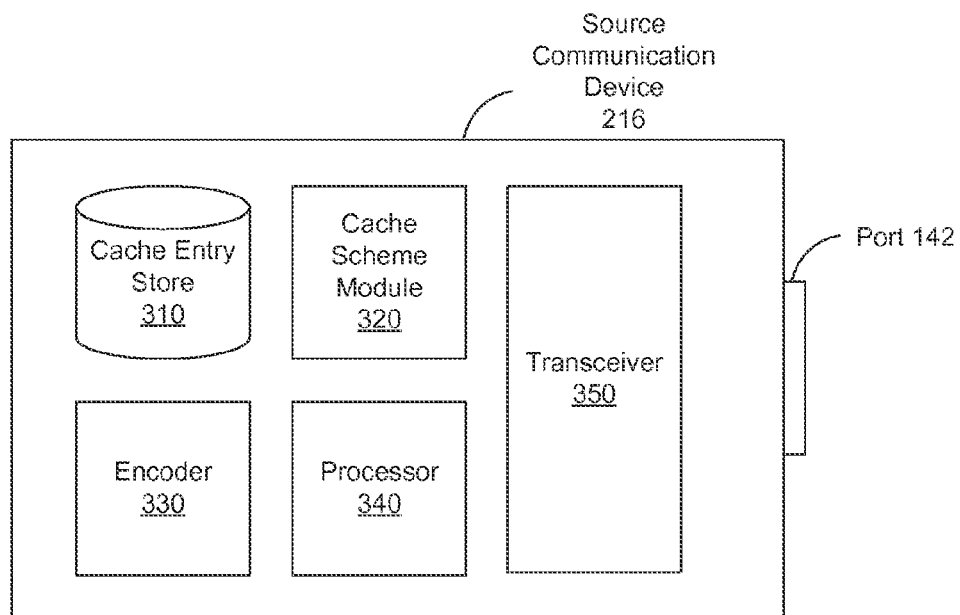 Source
Communication
Device
216
Port 142
Cache Entry
Store
310
Cache
Scheme
Module
320
Transceiver
350
Encoder
330
Processor
340